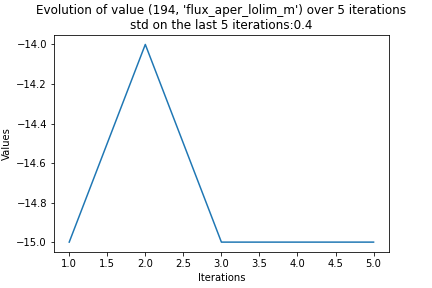 Evolution of value (194, 'flux_aper_lolim_m') over 5 iterations
std on the last 5 iterations:0.4
Values
−14.0
−14.2
−14.4
−14.6
−14.8
−15.0
1.0 1.5 2.0 2.5 3.0 3.5 4.0 4.5 5.0
Iterations